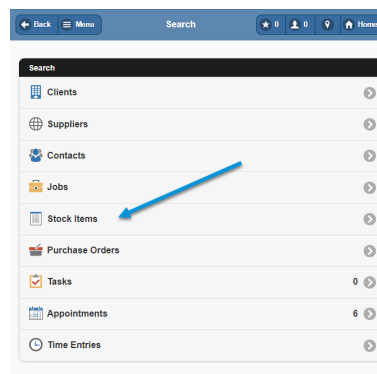 Back Menu Search 0 0 Home
Search
Clients
Suppliers
Contacts
Jobs
Stock Items
Purchase Orders
Tasks 0
Appointments 6
Time Entries